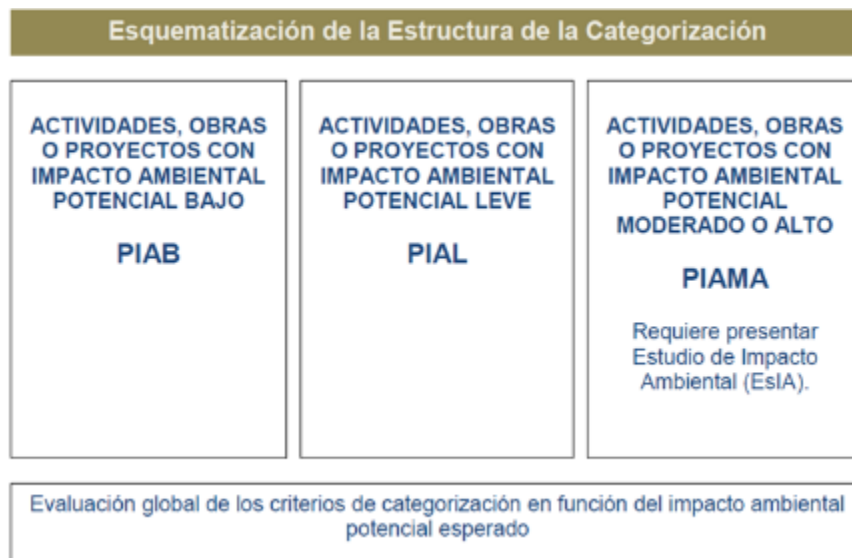 Esquematización de la Estructura de la Categorización
ACTIVIDADES, OBRAS
O PROYECTOS CON
IMPACTO AMBIENTAL
POTENCIAL BAJO
PIAB
ACTIVIDADES, OBRAS
O PROYECTOS CON
IMPACTO AMBIENTAL
POTENCIAL LEVE
PIAL
ACTIVIDADES, OBRAS
O PROYECTOS CON
IMPACTO AMBIENTAL
POTENCIAL
MODERADO O ALTO
PIAMA
Requiere presentar
Estudio de Impacto
Ambiental (EsIA).
Evaluación global de los criterios de categorización en función del impacto ambiental
potencial esperado